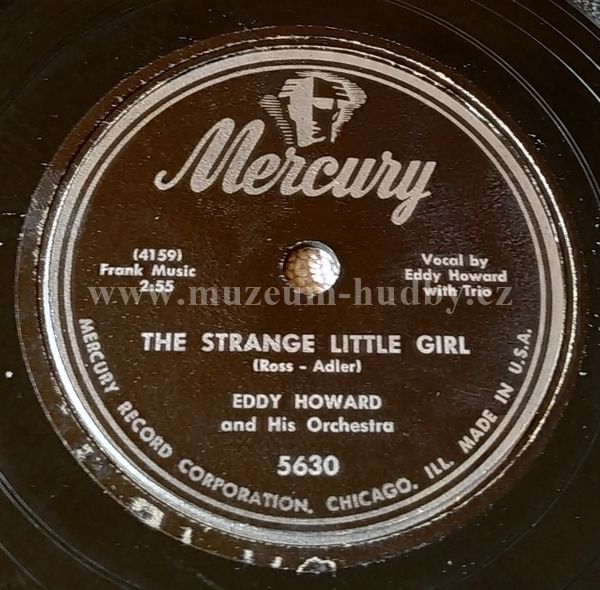 Mercury
(4159)
Frank Music
2:55
Vocal by
Eddy Howard
with Trio
www.muzeum-hudby.cz
THE STRANGE LITTLE GIRL
(Ross - Adler)
EDDY HOWARD
and His Orchestra
5630
MERCURY RECORD CORPORATION, CHICAGO, ILL. MADE IN U.S.A.